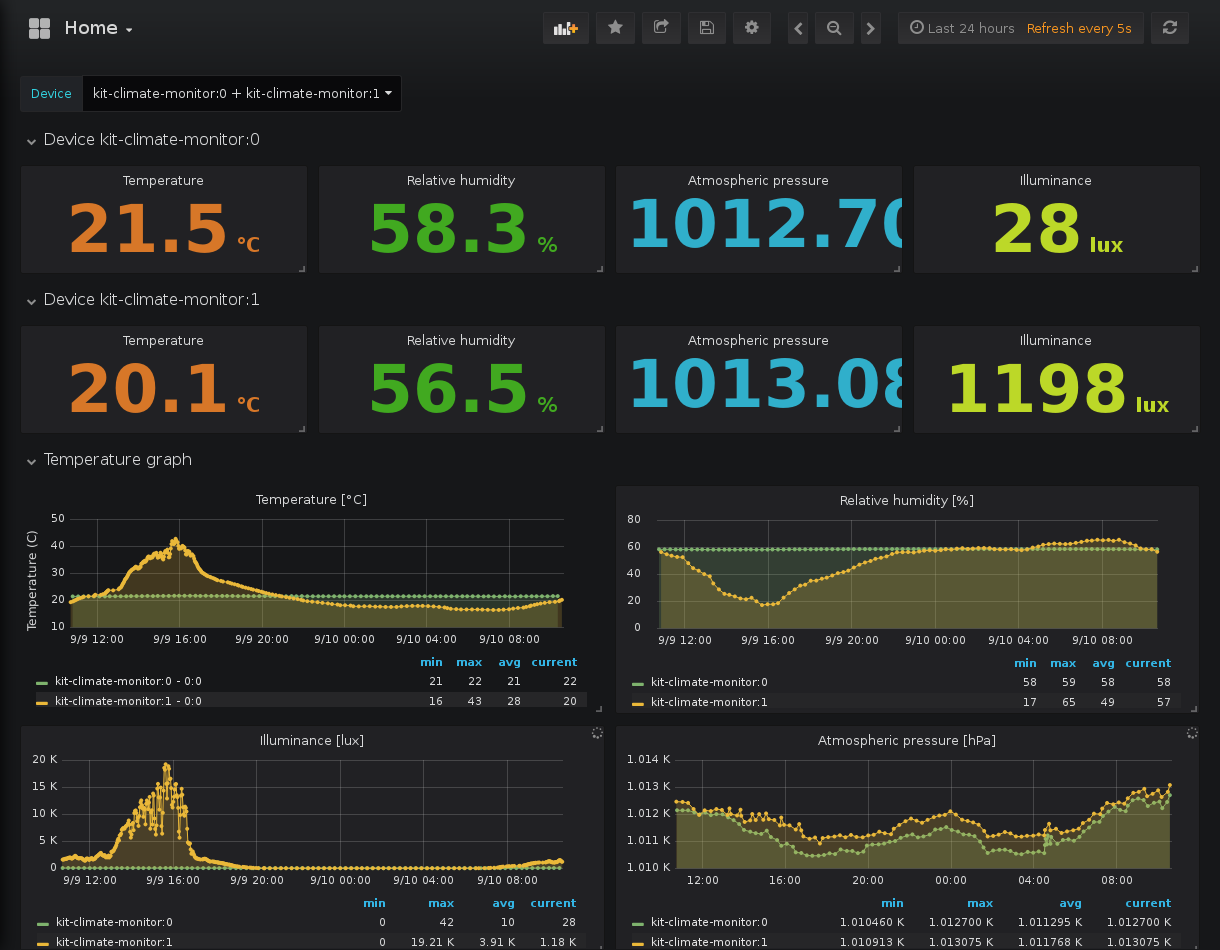 Home
Last 24 hours Refresh every 5s
Device kit-climate-monitor:0 + kit-climate-monitor:1
Device kit-climate-monitor:0
Temperature
21.5 °C
Relative humidity
58.3 %
Atmospheric pressure
1012.70
Illuminance
28 lux
Device kit-climate-monitor:1
Temperature
20.1 °C
Relative humidity
56.5 %
Atmospheric pressure
1013.08
Illuminance
1198 lux
Temperature graph
Temperature [°C]
Temperature (C)
50
40
30
20
10
9/9 12:00 9/9 16:00 9/9 20:00 9/10 00:00 9/10 04:00 9/10 08:00
min max avg current
kit-climate-monitor:0 - 0:0 21 22 21 22
kit-climate-monitor:1 - 0:0 16 43 28 20
Relative humidity [%]
80
60
40
20
0
9/9 12:00 9/9 16:00 9/9 20:00 9/10 00:00 9/10 04:00 9/10 08:00
min max avg current
kit-climate-monitor:0 58 59 58 58
kit-climate-monitor:1 17 65 49 57
Illuminance [lux]
20 K
15 K
10 K
5 K
0
9/9 12:00 9/9 16:00 9/9 20:00 9/10 00:00 9/10 04:00 9/10 08:00
min max avg current
kit-climate-monitor:0 0 42 10 28
kit-climate-monitor:1 0 19.21 K 3.91 K 1.18 K
Atmospheric pressure [hPa]
1.014 K
1.013 K
1.012 K
1.011 K
1.010 K
12:00 16:00 20:00 00:00 04:00 08:00
min max avg current
kit-climate-monitor:0 1.010460 K 1.012700 K 1.011295 K 1.012700 K
kit-climate-monitor:1 1.010913 K 1.013075 K 1.011768 K 1.013075 K